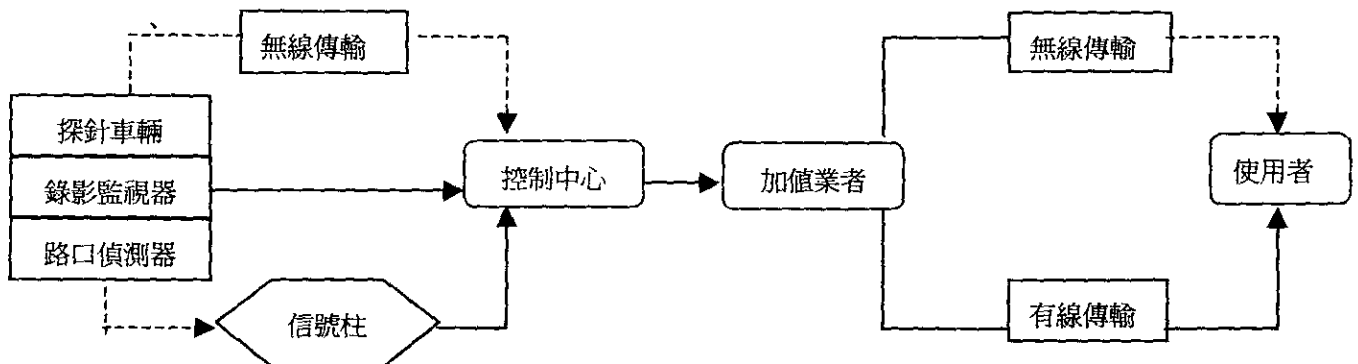 無線傳輸
探針車輛
錄影監視器
路口偵測器
信號柱
控制中心
加值業者
無線傳輸
有線傳輸
使用者